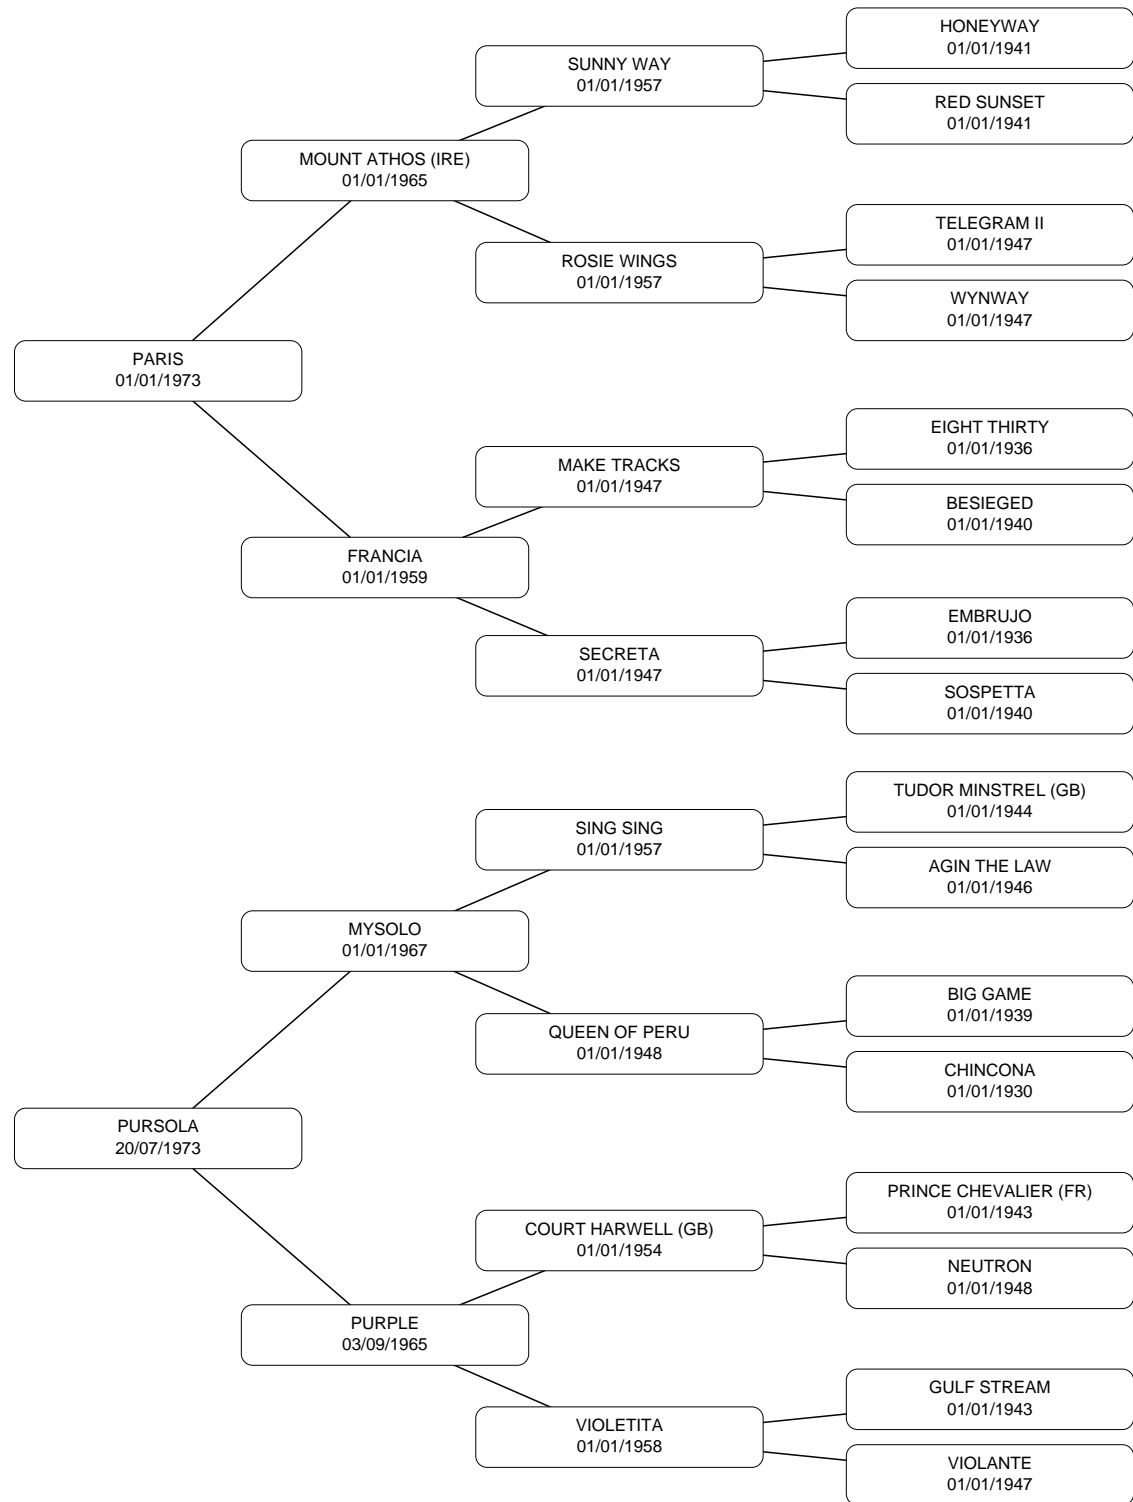 HONEYWAY
01/01/1941
SUNNY WAY
01/01/1957
RED SUNSET
01/01/1941
MOUNT ATHOS (IRE)
01/01/1965
TELEGRAM II
01/01/1947
ROSIE WINGS
01/01/1957
WYNWAY
01/01/1947
PARIS
01/01/1973
EIGHT THIRTY
01/01/1936
MAKE TRACKS
01/01/1947
BESIEGED
01/01/1940
FRANCIA
01/01/1959
EMBRUJO
01/01/1936
SECRETA
01/01/1947
SOSPETTA
01/01/1940
TUDOR MINSTREL (GB)
01/01/1944
SING SING
01/01/1957
AGIN THE LAW
01/01/1946
MYSOLO
01/01/1967
BIG GAME
01/01/1939
QUEEN OF PERU
01/01/1948
CHINCONA
01/01/1930
PURSOLA
20/07/1973
PRINCE CHEVALIER (FR)
01/01/1943
COURT HARWELL (GB)
01/01/1954
NEUTRON
01/01/1948
PURPLE
03/09/1965
GULF STREAM
01/01/1943
VIOLETITA
01/01/1958
VIOLANTE
01/01/1947